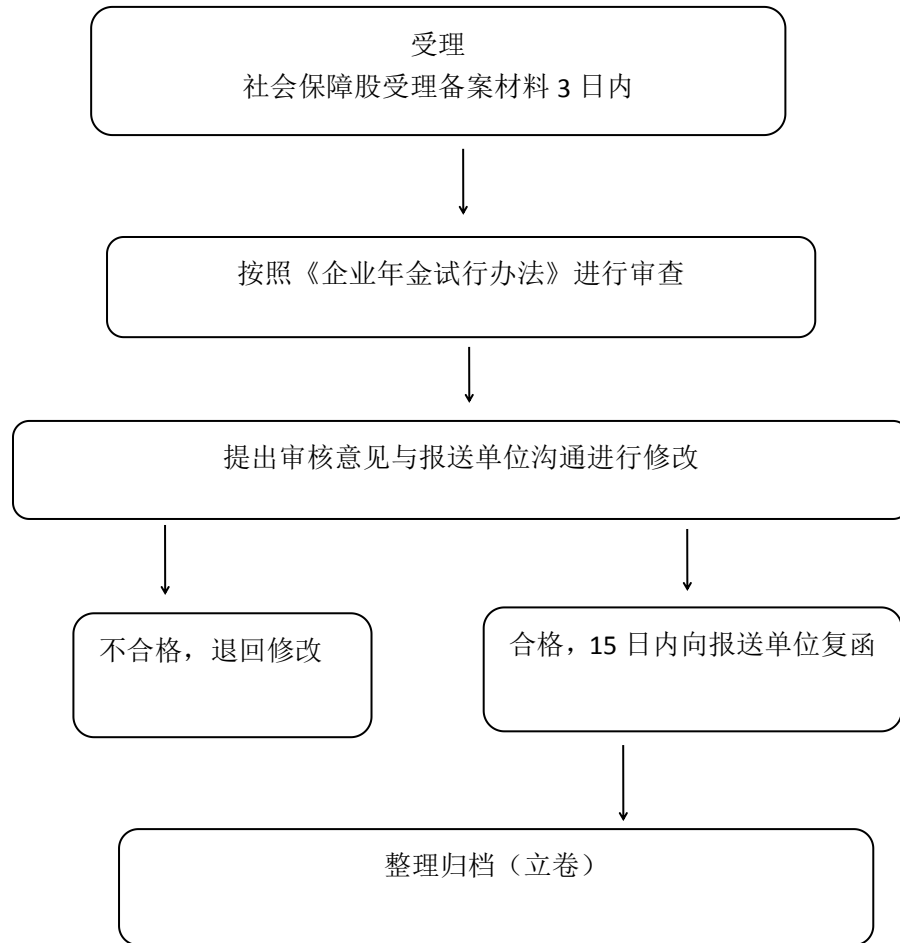 受理
社会保障股受理备案材料 3 日内
按照《企业年金试行办法》进行审查
提出审核意见与报送单位沟通进行修改
不合格，退回修改
合格，15 日内向报送单位复函
整理归档（立卷）